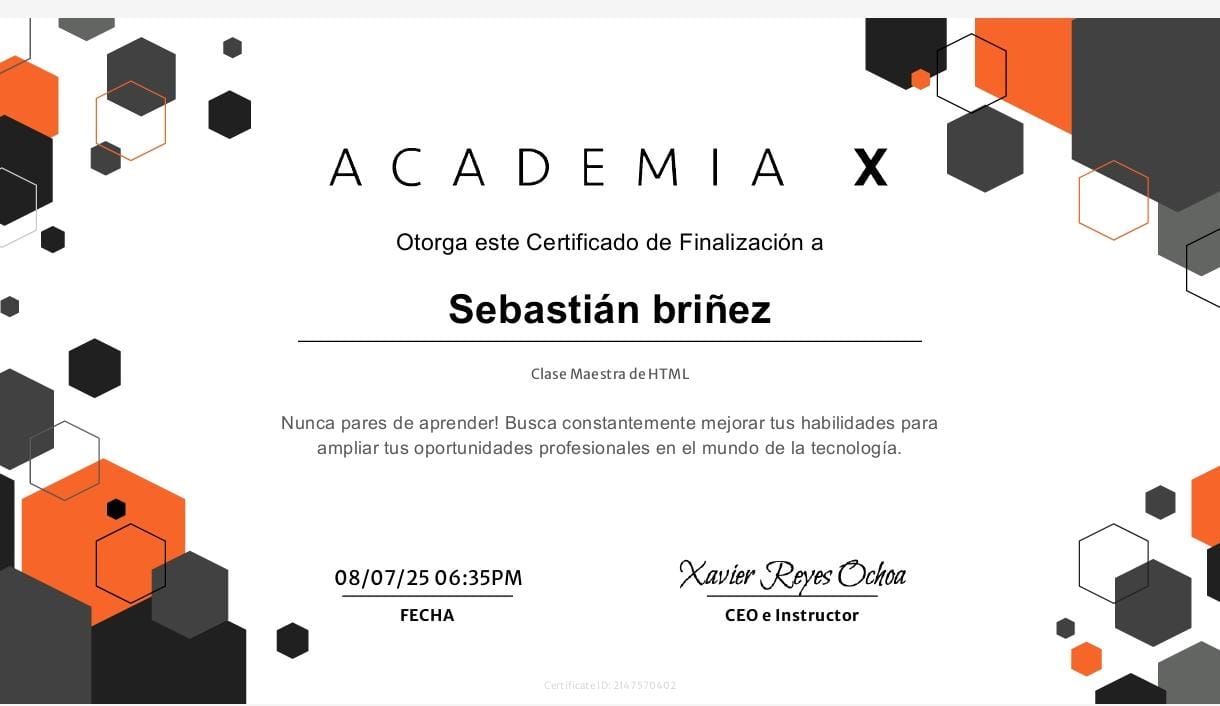 ACADEMIA X
Otorga este Certificado de Finalización a
Sebastián briñez
Clase Maestra de HTML
Nunca pares de aprender! Busca constantemente mejorar tus habilidades para
ampliar tus oportunidades profesionales en el mundo de la tecnología.
08/07/25 06:35PM
FECHA
Xavier Reyes Ochoa
CEO e Instructor
Certificate ID: 2147570402